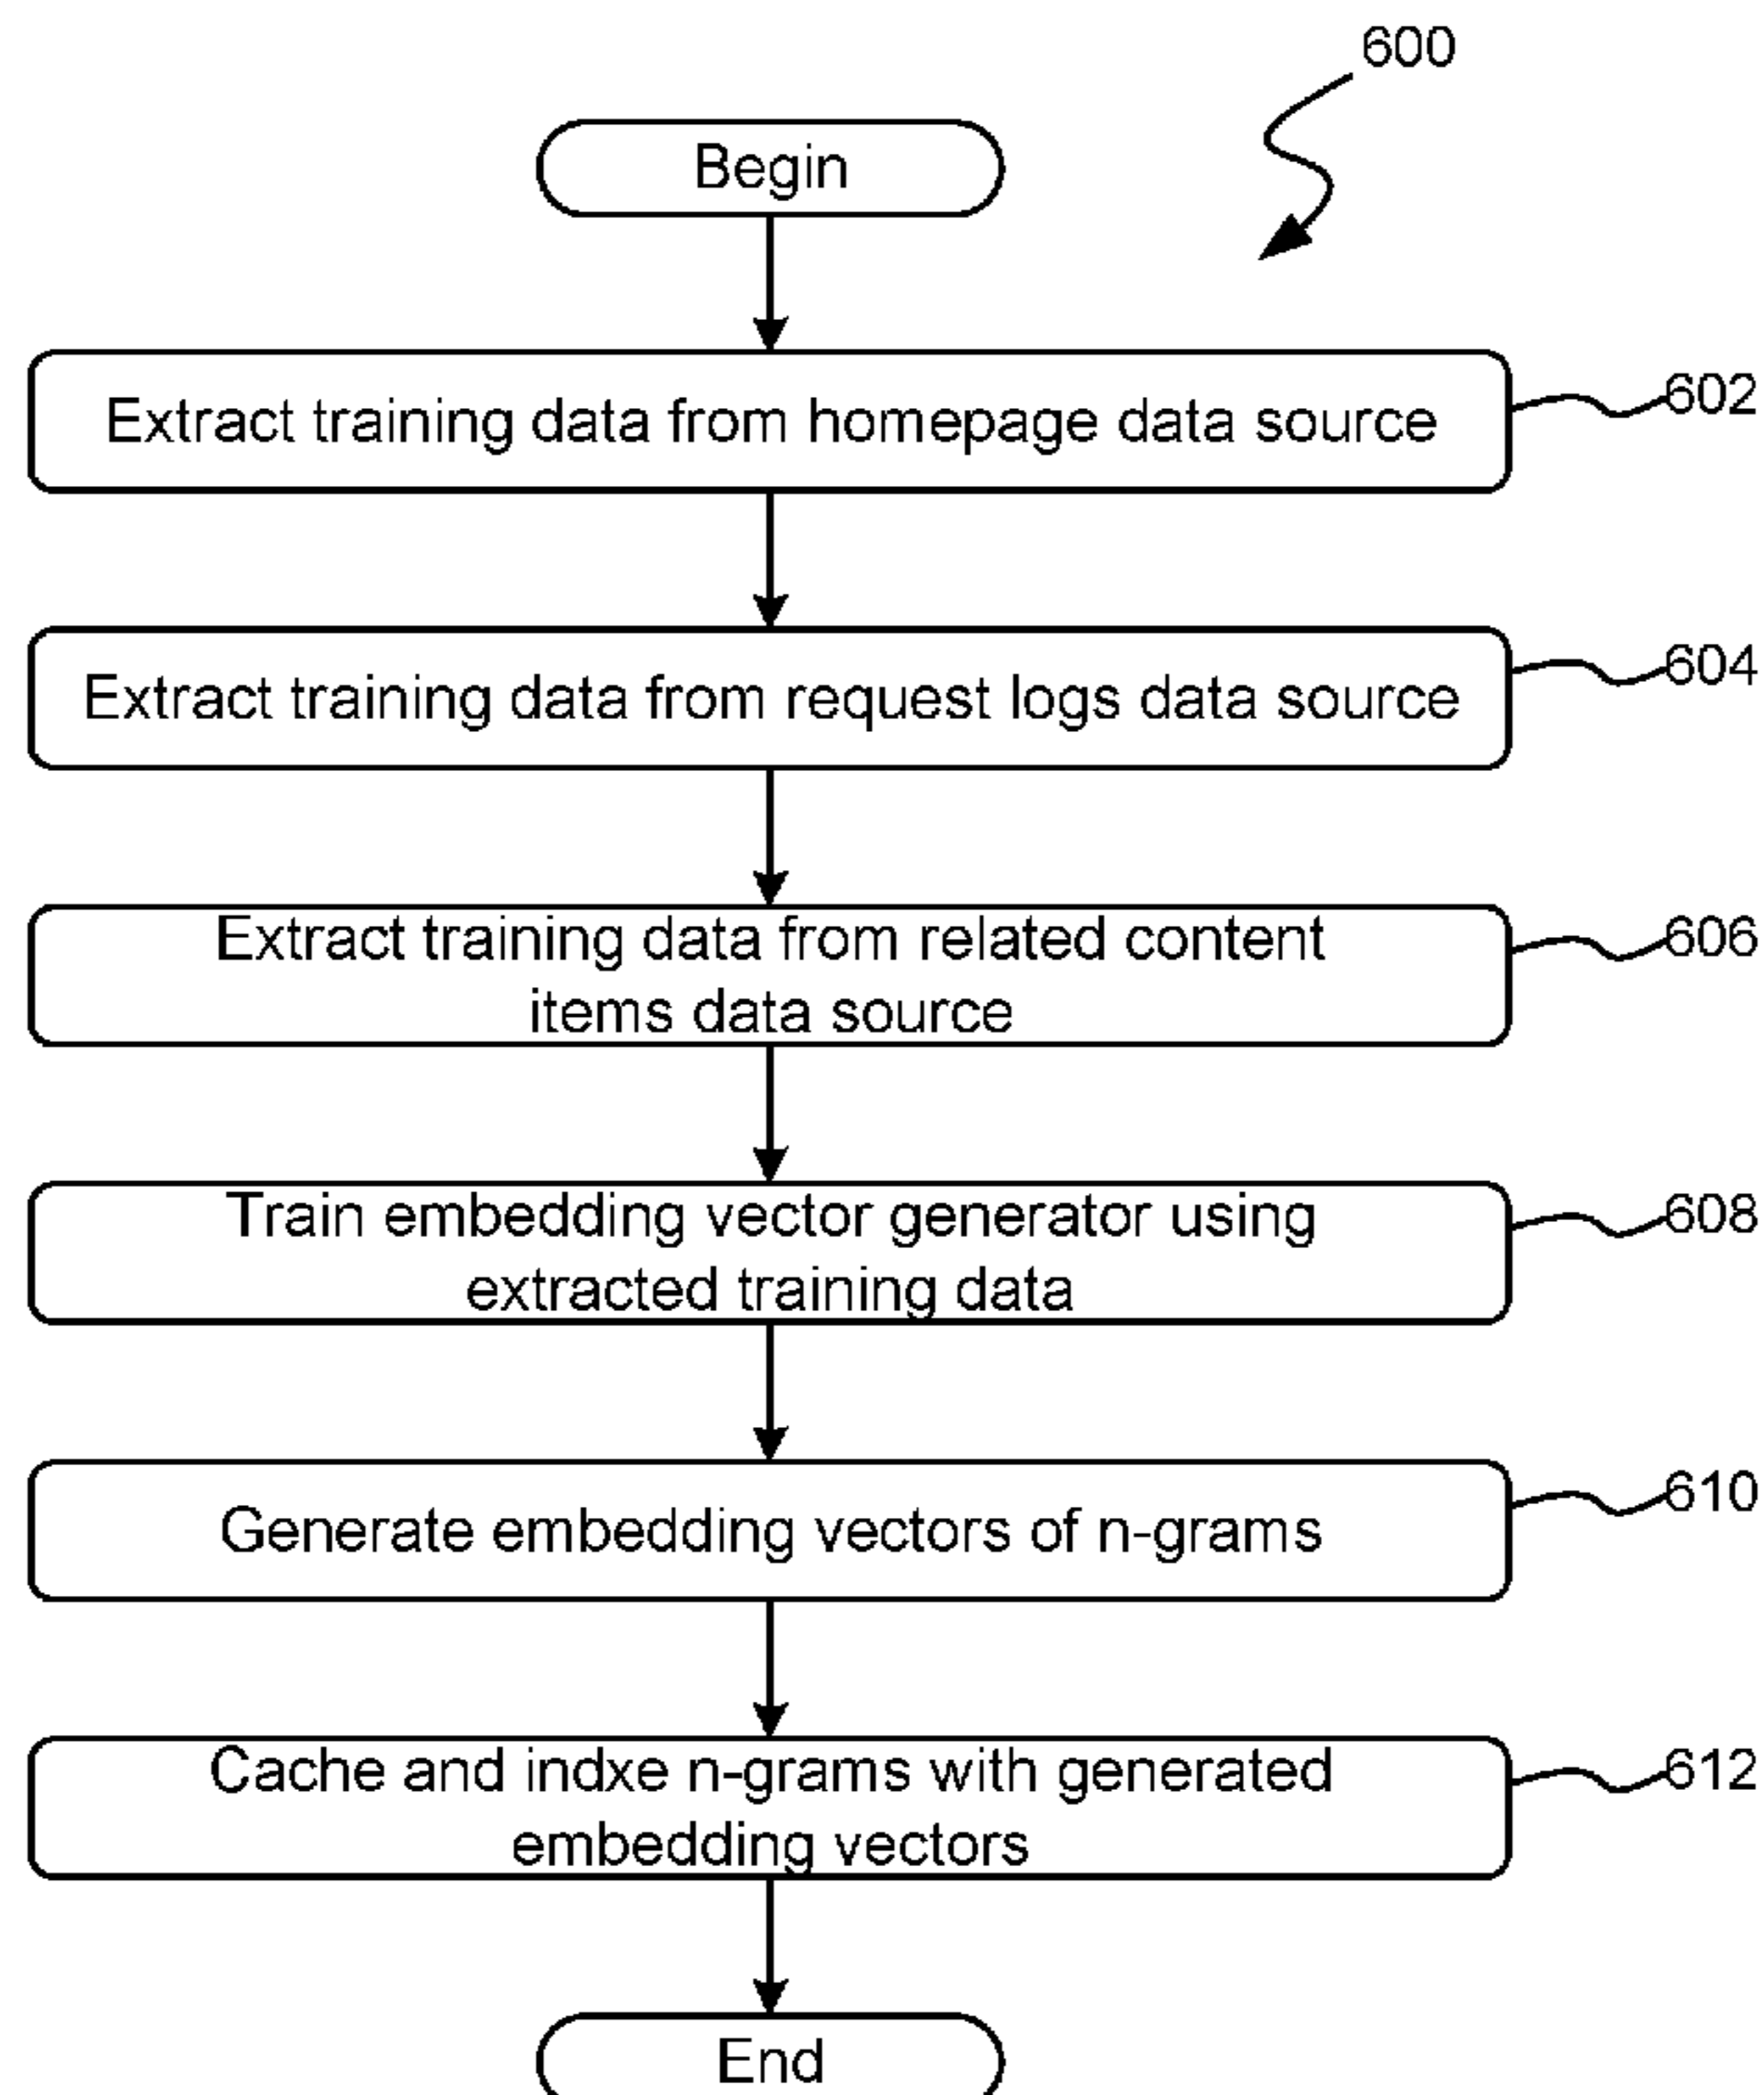 600
Begin
Extract training data from homepage data source
602
Extract training data from request logs data source
604
Extract training data from related content
items data source
606
Train embedding vector generator using
extracted training data
608
Generate embedding vectors of n-grams
610
Cache and indxe n-grams with generated
embedding vectors
612
End